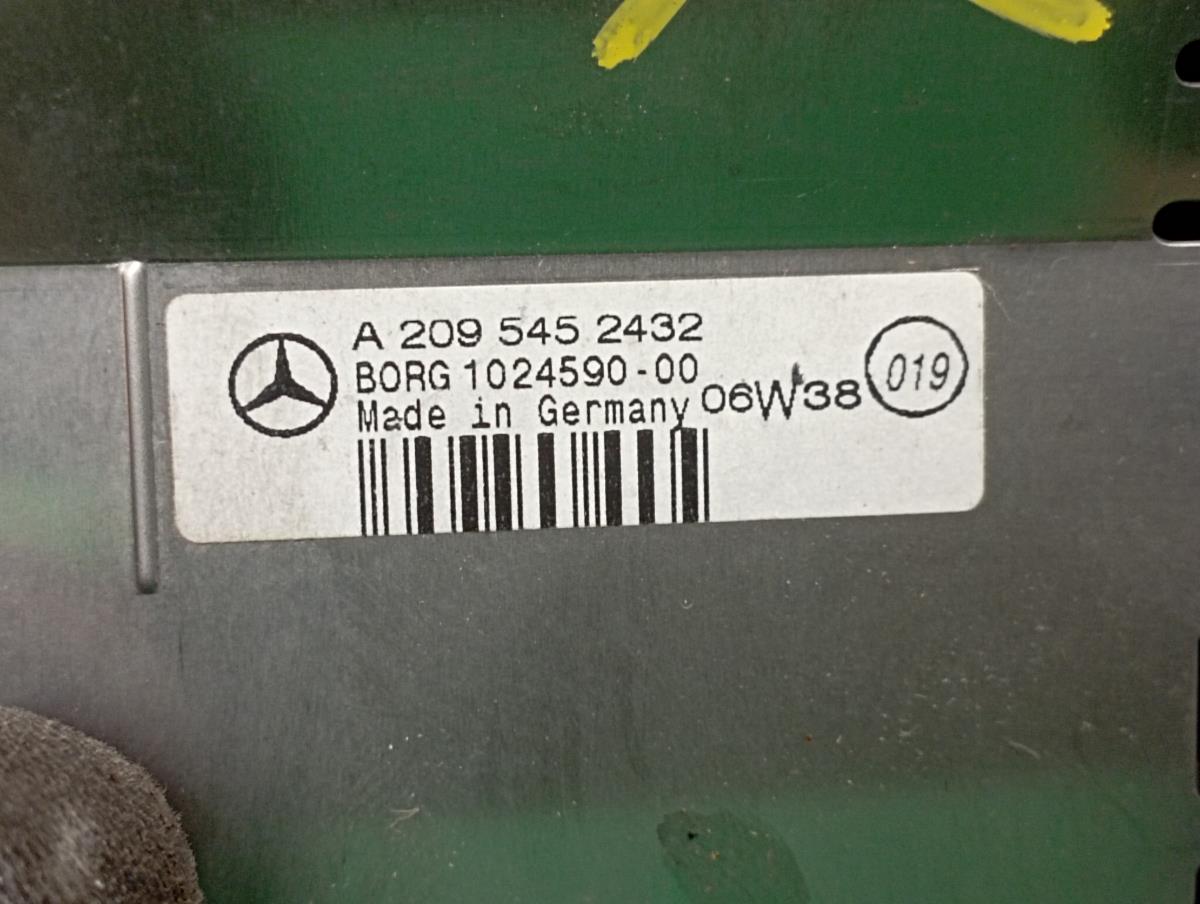 A 209 545 2432
BORG 1024590-00
Made in Germany 06W38
019